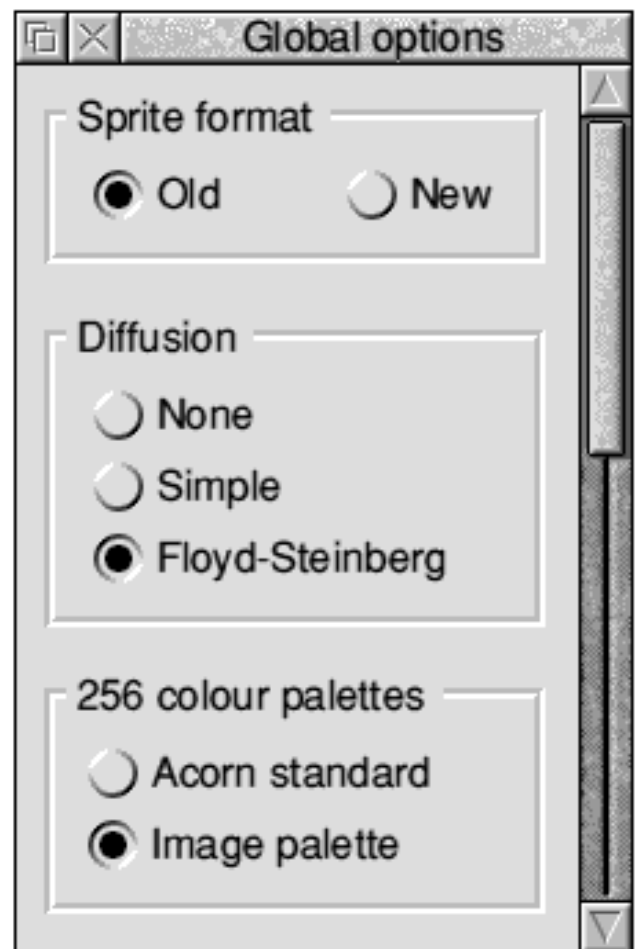 Global options
Sprite format
Old New
Diffusion
None
Simple
Floyd-Steinberg
256 colour palettes
Acorn standard
Image palette